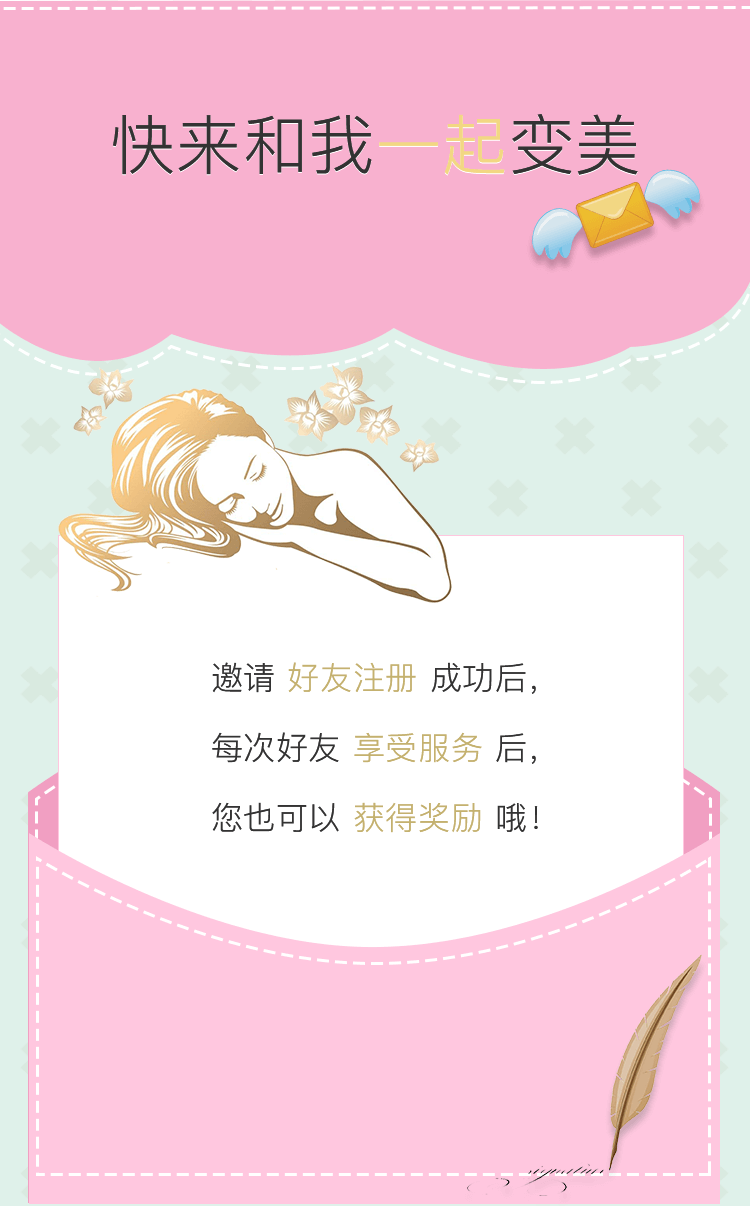 快来和我一起变美
邀请 好友注册 成功后,
每次好友 享受服务 后,
您也可以 获得奖励 哦!